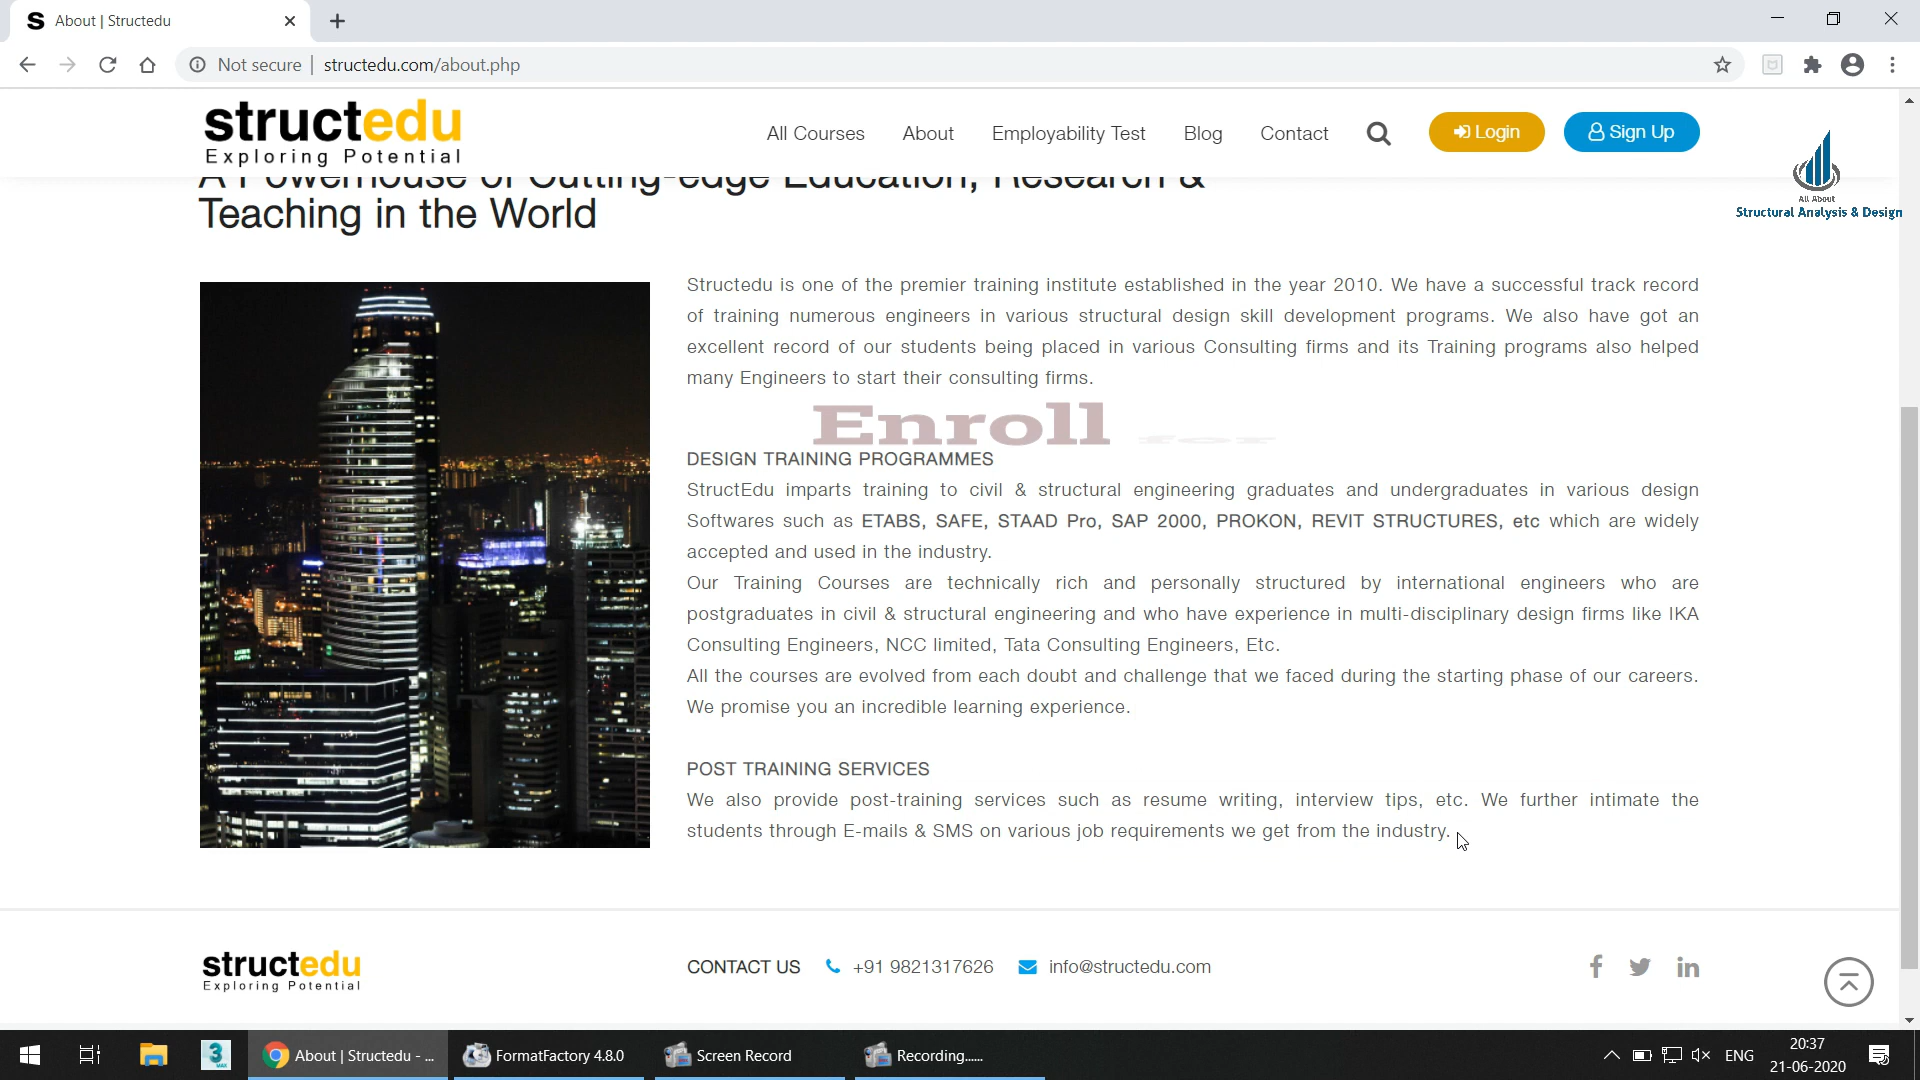 S About | Structedu
Not secure | structedu.com/about.php
structedu
Exploring Potential
All Courses About Employability Test Blog Contact Login Sign Up
A Powerhouse of Cutting-edge Education, Research &
Teaching in the World
All About
Structural Analysis & Design
Structedu is one of the premier training institute established in the year 2010. We have a successful track record
of training numerous engineers in various structural design skill development programs. We also have got an
excellent record of our students being placed in various Consulting firms and its Training programs also helped
many Engineers to start their consulting firms.
Enroll for
DESIGN TRAINING PROGRAMMES
StructEdu imparts training to civil & structural engineering graduates and undergraduates in various design
Softwares such as ETABS, SAFE, STAAD Pro, SAP 2000, PROKON, REVIT STRUCTURES, etc which are widely
accepted and used in the industry.
Our Training Courses are technically rich and personally structured by international engineers who are
postgraduates in civil & structural engineering and who have experience in multi-disciplinary design firms like IKA
Consulting Engineers, NCC limited, Tata Consulting Engineers, Etc.
All the courses are evolved from each doubt and challenge that we faced during the starting phase of our careers.
We promise you an incredible learning experience.
POST TRAINING SERVICES
We also provide post-training services such as resume writing, interview tips, etc. We further intimate the
students through E-mails & SMS on various job requirements we get from the industry.
structedu
Exploring Potential
CONTACT US +91 9821317626 info@structedu.com
3
MAX
About | Structedu - ...
FormatFactory 4.8.0
Screen Record
Recording......
ENG
20:37
21-06-2020